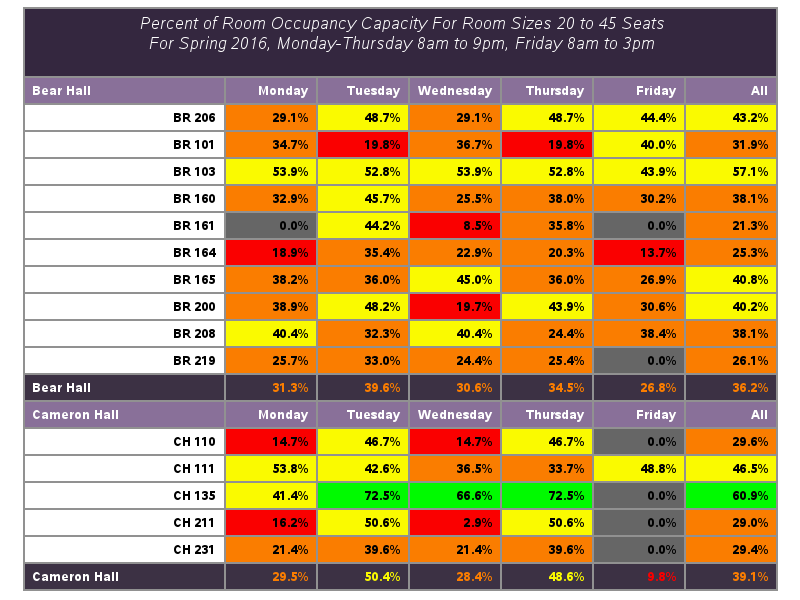 Percent of Room Occupancy Capacity For Room Sizes 20 to 45 Seats
For Spring 2016, Monday-Thursday 8am to 9pm, Friday 8am to 3pm
Bear Hall Monday Tuesday Wednesday Thursday Friday All
BR 206 29.1% 48.7% 29.1% 48.7% 44.4% 43.2%
BR 101 34.7% 19.8% 36.7% 19.8% 40.0% 31.9%
BR 103 53.9% 52.8% 53.9% 52.8% 43.9% 57.1%
BR 160 32.9% 45.7% 25.5% 38.0% 30.2% 38.1%
BR 161 0.0% 44.2% 8.5% 35.8% 0.0% 21.3%
BR 164 18.9% 35.4% 22.9% 20.3% 13.7% 25.3%
BR 165 38.2% 36.0% 45.0% 36.0% 26.9% 40.8%
BR 200 38.9% 48.2% 19.7% 43.9% 30.6% 40.2%
BR 208 40.4% 32.3% 40.4% 24.4% 38.4% 38.1%
BR 219 25.7% 33.0% 24.4% 25.4% 0.0% 26.1%
Bear Hall 31.3% 39.6% 30.6% 34.5% 26.8% 36.2%
Cameron Hall Monday Tuesday Wednesday Thursday Friday All
CH 110 14.7% 46.7% 14.7% 46.7% 0.0% 29.6%
CH 111 53.8% 42.6% 36.5% 33.7% 48.8% 46.5%
CH 135 41.4% 72.5% 66.6% 72.5% 0.0% 60.9%
CH 211 16.2% 50.6% 2.9% 50.6% 0.0% 29.0%
CH 231 21.4% 39.6% 21.4% 39.6% 0.0% 29.4%
Cameron Hall 29.5% 50.4% 28.4% 48.6% 9.8% 39.1%